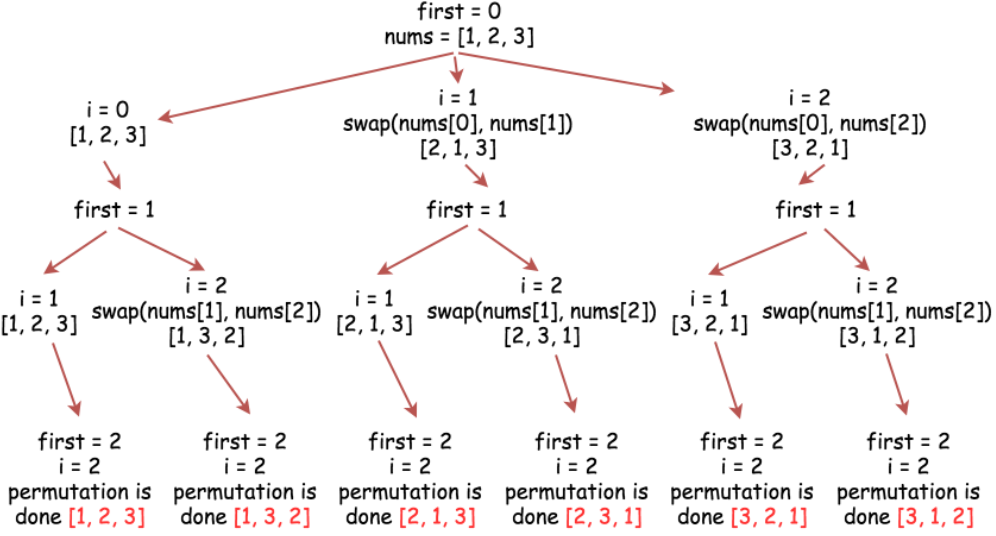 first = 0
nums = [1, 2, 3]
i = 0
[1, 2, 3]
i = 1
swap(nums[0], nums[1])
[2, 1, 3]
i = 2
swap(nums[0], nums[2])
[3, 2, 1]
first = 1
first = 1
first = 1
i = 1
[1, 2, 3]
i = 2
swap(nums[1], nums[2])
[1, 3, 2]
i = 1
[2, 1, 3]
i = 2
swap(nums[1], nums[2])
[2, 3, 1]
i = 1
[3, 2, 1]
i = 2
swap(nums[1], nums[2])
[3, 1, 2]
first = 2
i = 2
permutation is
done [1, 2, 3]
first = 2
i = 2
permutation is
done [1, 3, 2]
first = 2
i = 2
permutation is
done [2, 1, 3]
first = 2
i = 2
permutation is
done [2, 3, 1]
first = 2
i = 2
permutation is
done [3, 2, 1]
first = 2
i = 2
permutation is
done [3, 1, 2]